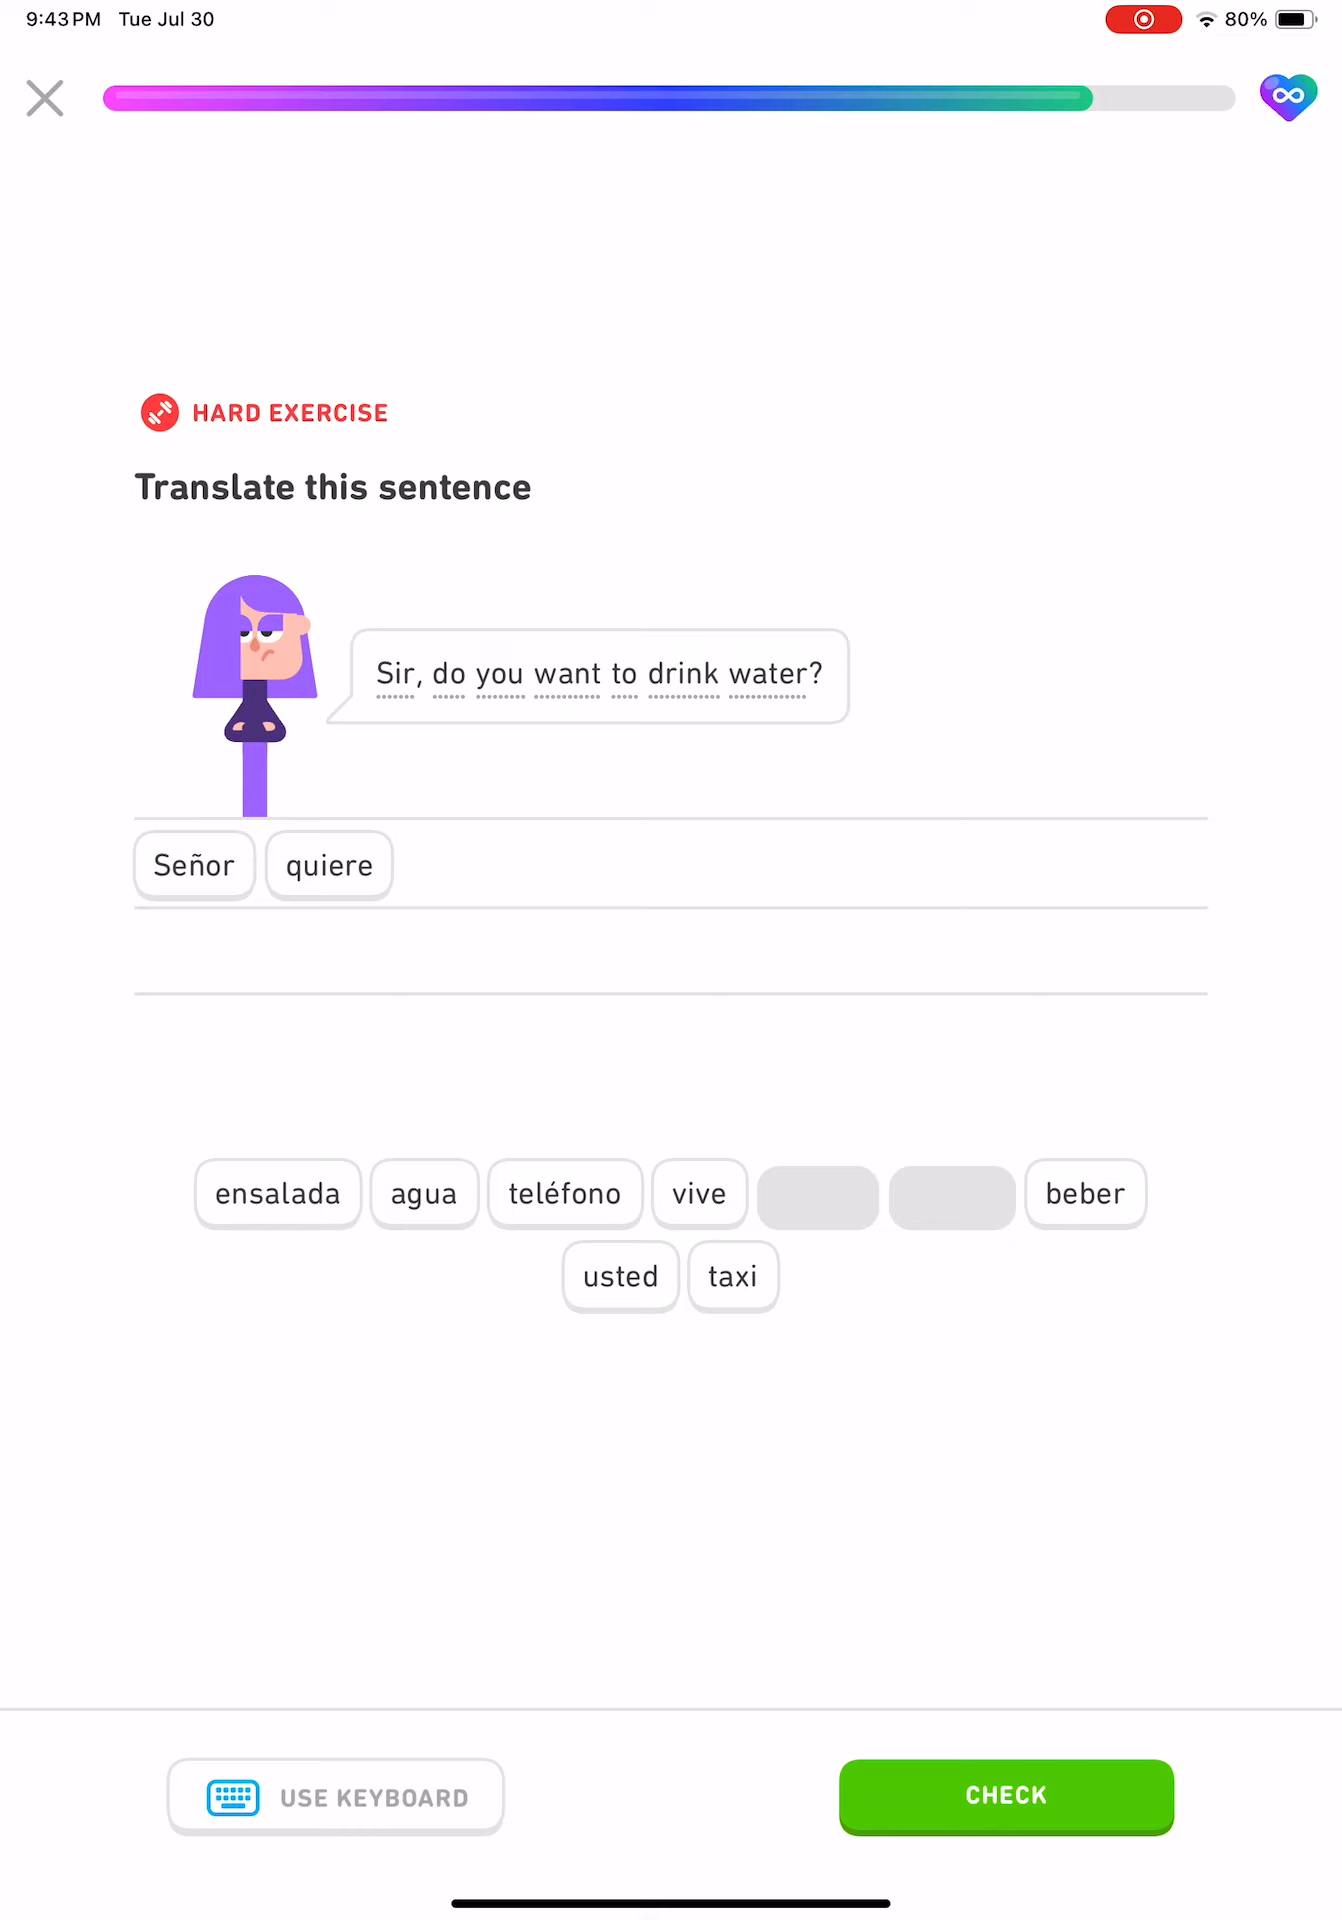 9:43 PM Tue Jul 30 80%
HARD EXERCISE
Translate this sentence
Sir, do you want to drink water?
Señor quiere
ensalada agua teléfono vive beber
usted taxi
USE KEYBOARD CHECK